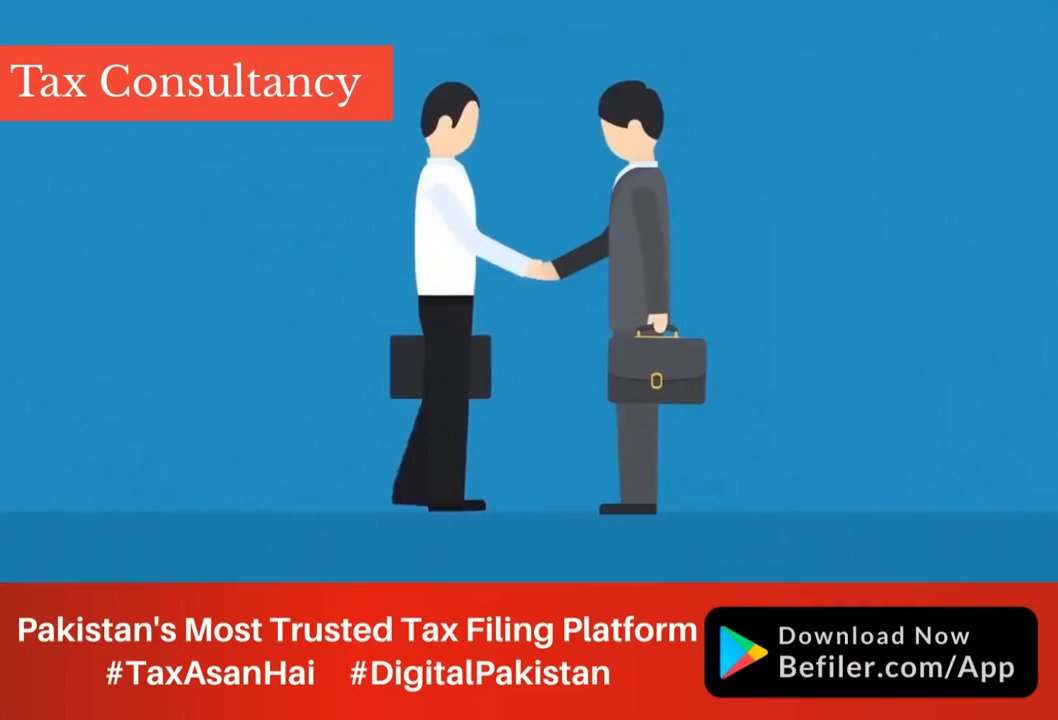 Tax Consultancy
Pakistan's Most Trusted Tax Filing Platform
#TaxAsanHai #DigitalPakistan
Download Now
Befiler.com/App